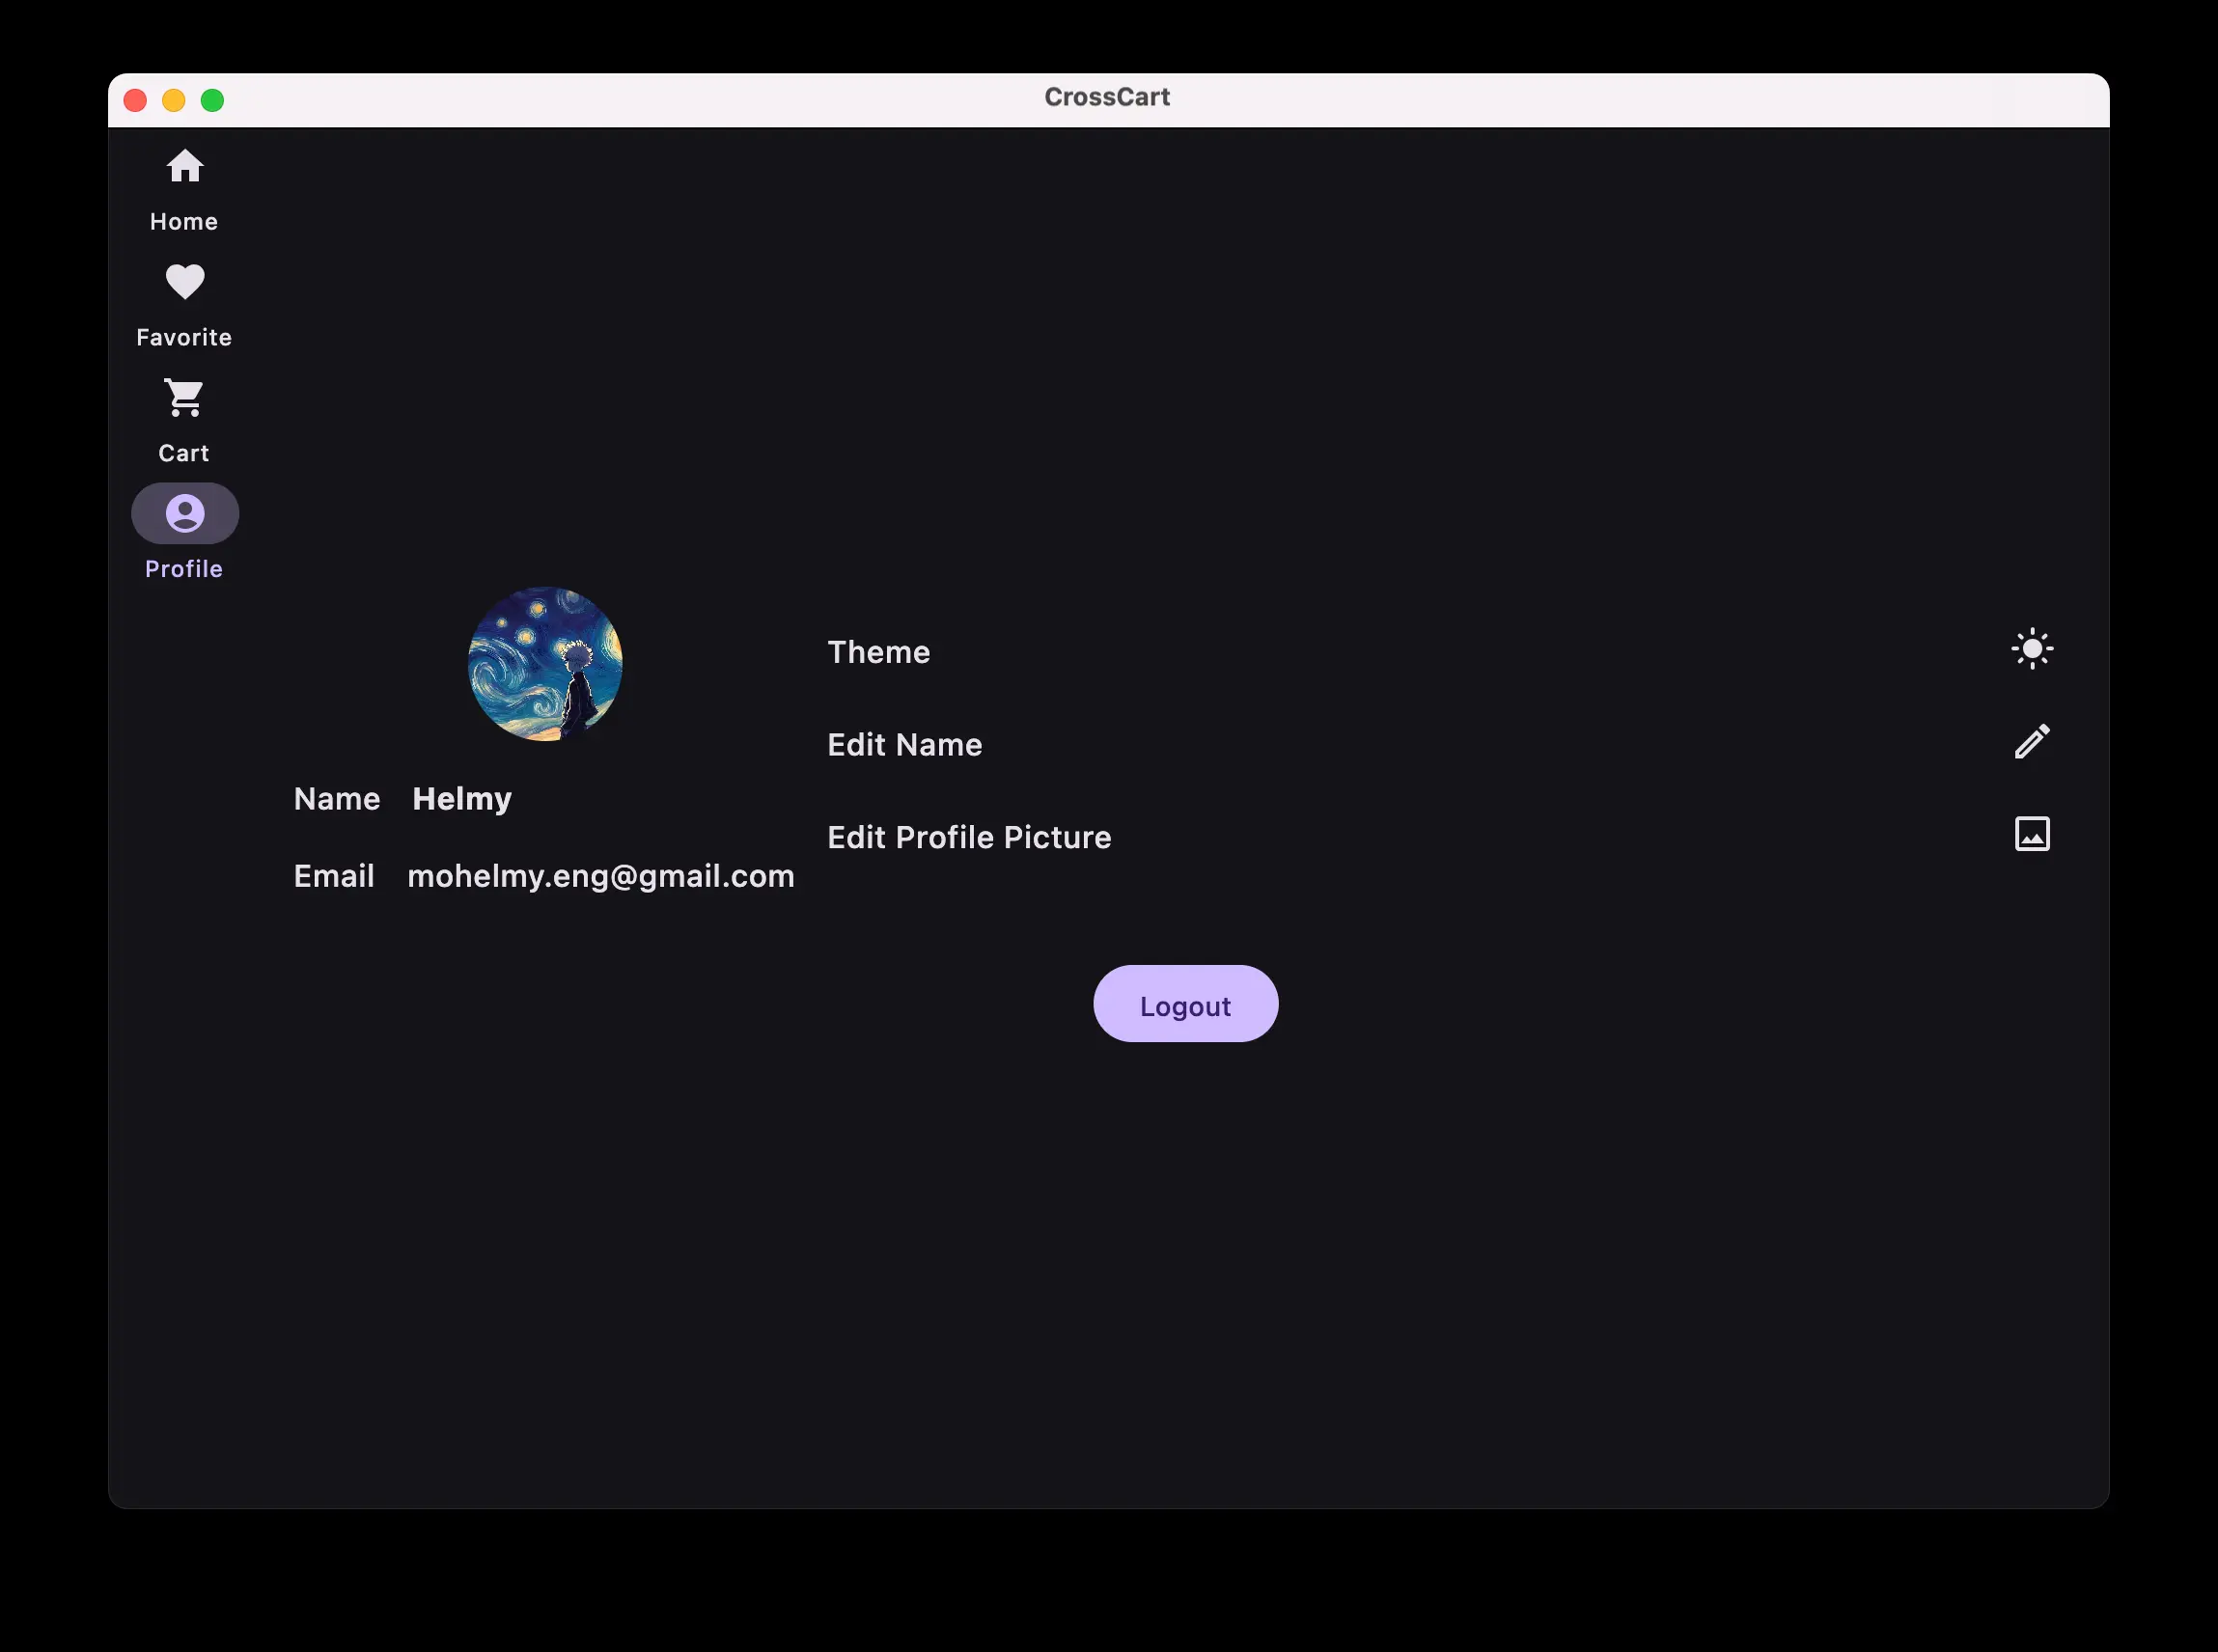 CrossCart
Home
Favorite
Cart
Profile
Theme
Edit Name
Name Helmy
Edit Profile Picture
Email mohelmy.eng@gmail.com
Logout